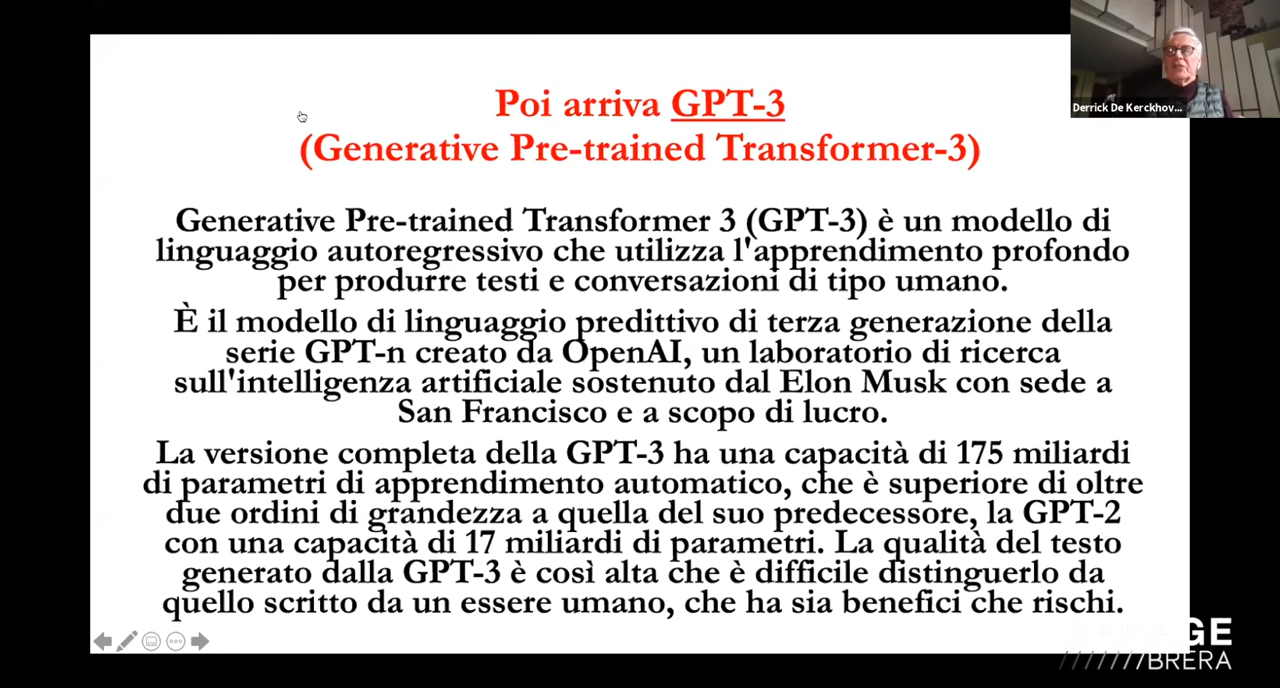 Poi arriva GPT-3
(Generative Pre-trained Transformer-3)
Generative Pre-trained Transformer 3 (GPT-3) è un modello di
linguaggio autoregressivo che utilizza l'apprendimento profondo
per produrre testi e conversazioni di tipo umano.
È il modello di linguaggio predittivo di terza generazione della
serie GPT-n creato da OpenAI, un laboratorio di ricerca
sull'intelligenza artificiale sostenuto dal Elon Musk con sede a
San Francisco e a scopo di lucro.
La versione completa della GPT-3 ha una capacità di 175 miliardi
di parametri di apprendimento automatico, che è superiore di oltre
due ordini di grandezza a quella del suo predecessore, la GPT-2
con una capacità di 17 miliardi di parametri. La qualità del testo
generato dalla GPT-3 è così alta che è difficile distinguerlo da
quello scritto da un essere umano, che ha sia benefici che rischi.
Derrick De Kerckhov...
GE
///////BRERA